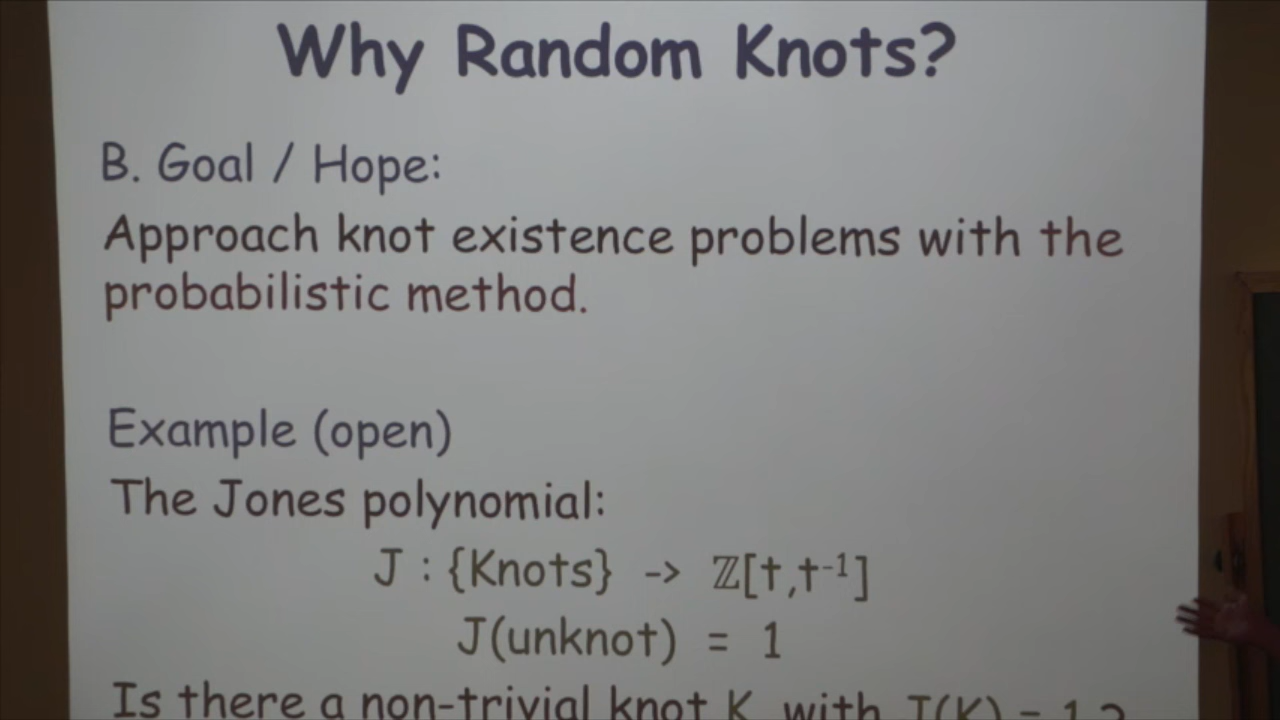 Why Random Knots?
B. Goal / Hope:
Approach knot existence problems with the
probabilistic method.
Example (open)
The Jones polynomial:
J : {Knots} -> ℤ[t,t⁻¹]
J(unknot) = 1
Is there a non-trivial knot K with J(K) = 1 ?